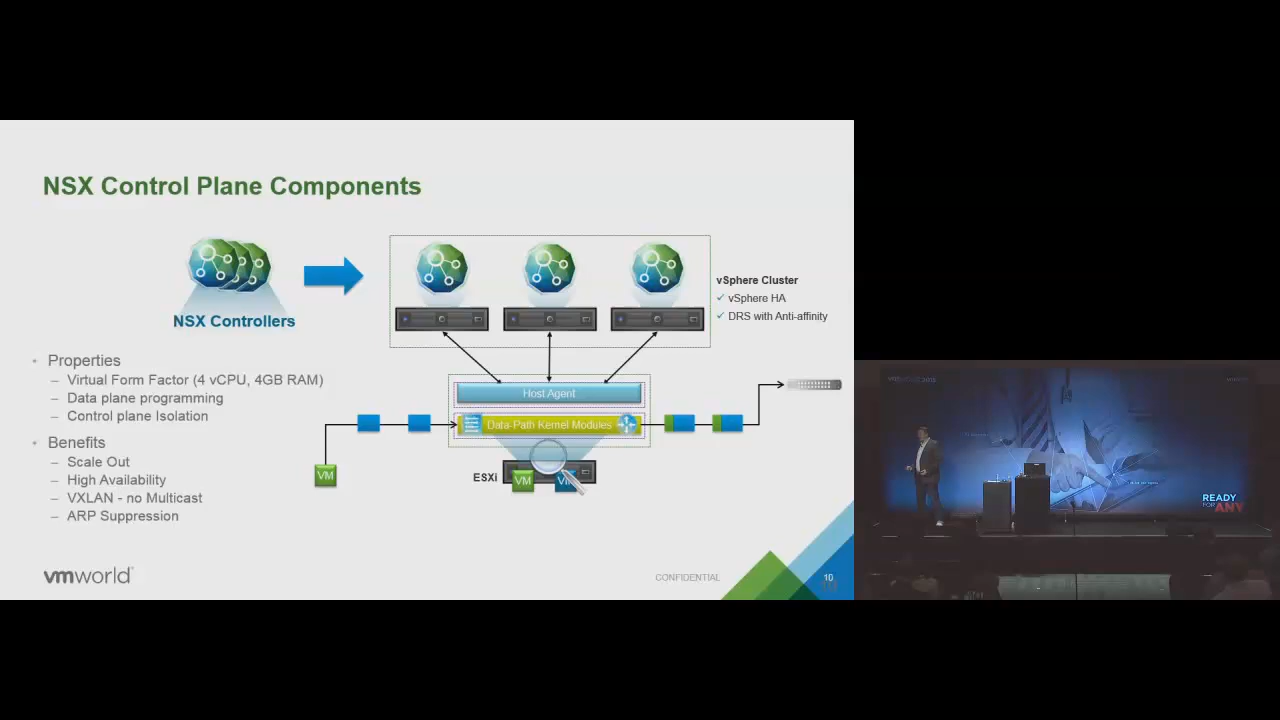 NSX Control Plane Components
NSX Controllers
vSphere Cluster
✓ vSphere HA
✓ DRS with Anti-affinity
• Properties
– Virtual Form Factor (4 vCPU, 4GB RAM)
– Data plane programming
– Control plane Isolation
• Benefits
– Scale Out
– High Availability
– VXLAN - no Multicast
– ARP Suppression
Host Agent
Data-Path Kernel Modules
VM
ESXi
VM
vmworld
CONFIDENTIAL
10
READY
FOR ANY